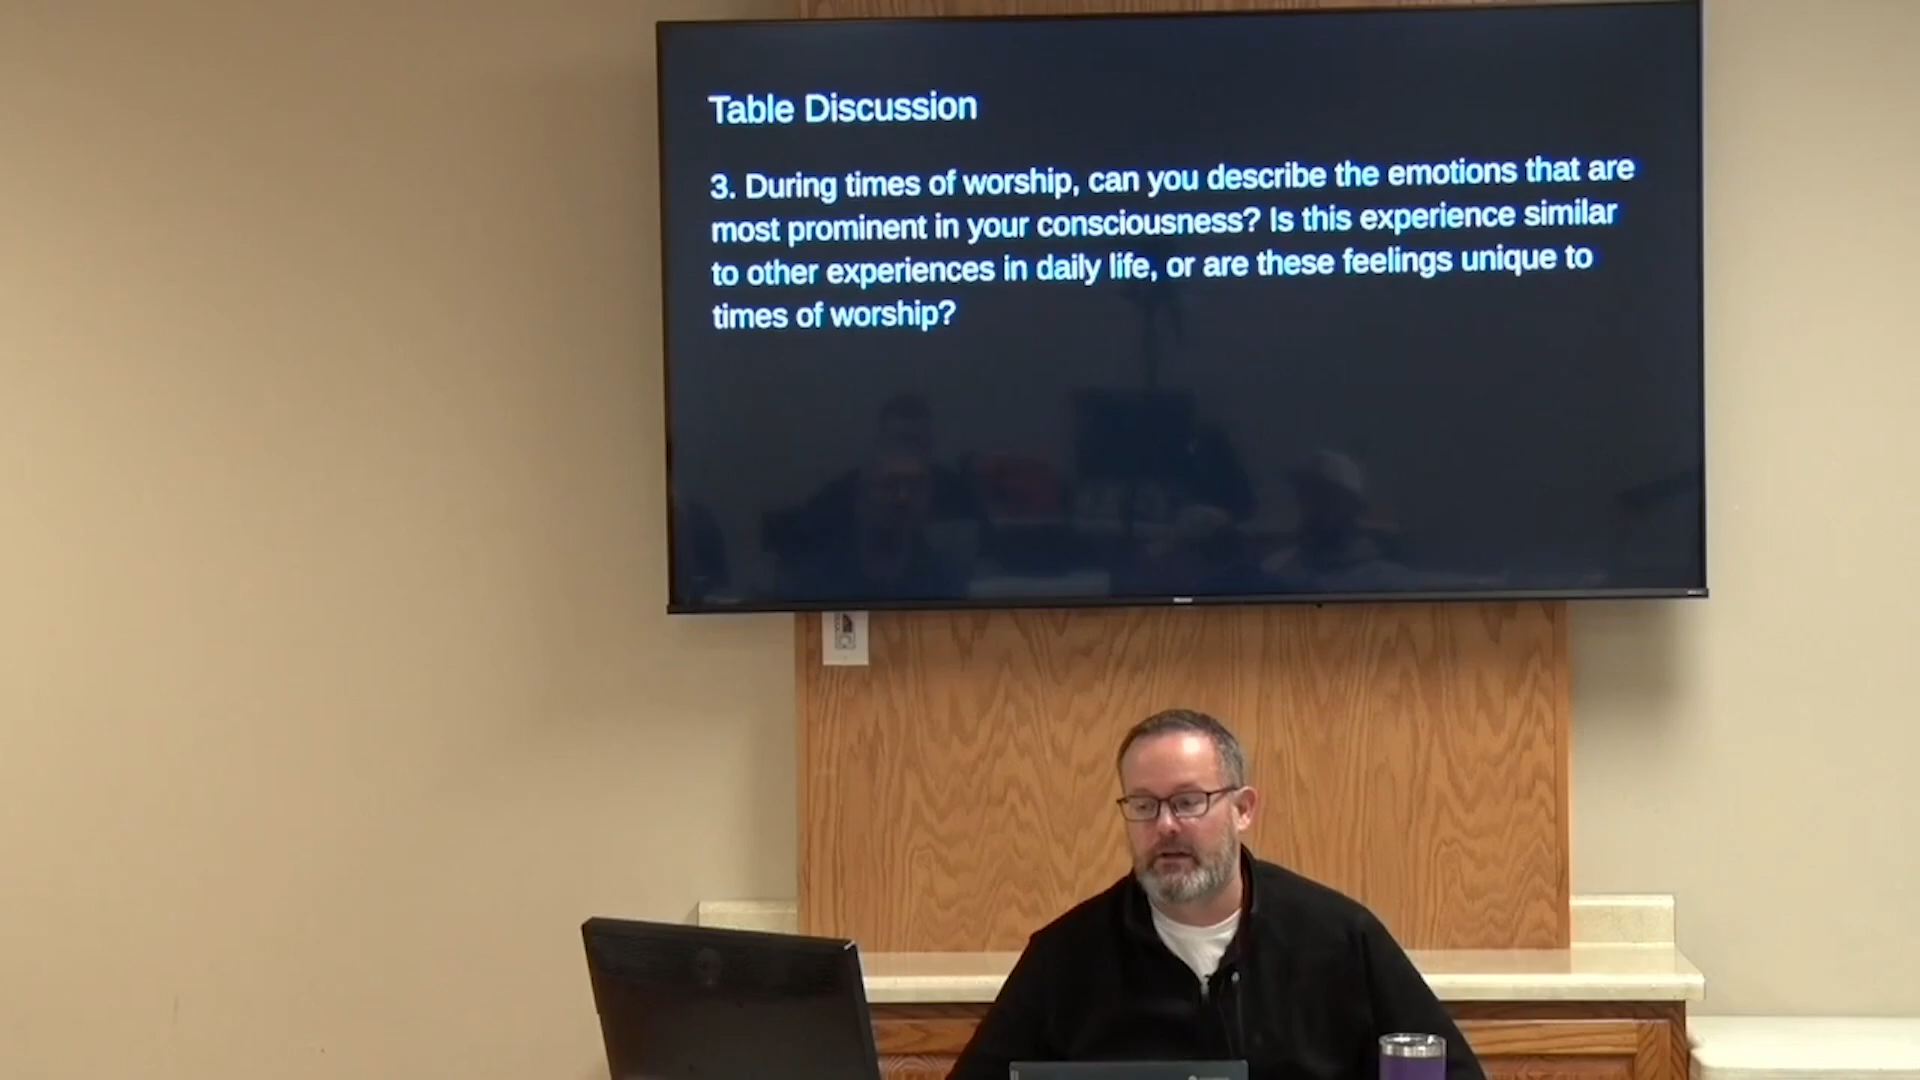 Table Discussion
3. During times of worship, can you describe the emotions that are
most prominent in your consciousness? Is this experience similar
to other experiences in daily life, or are these feelings unique to
times of worship?